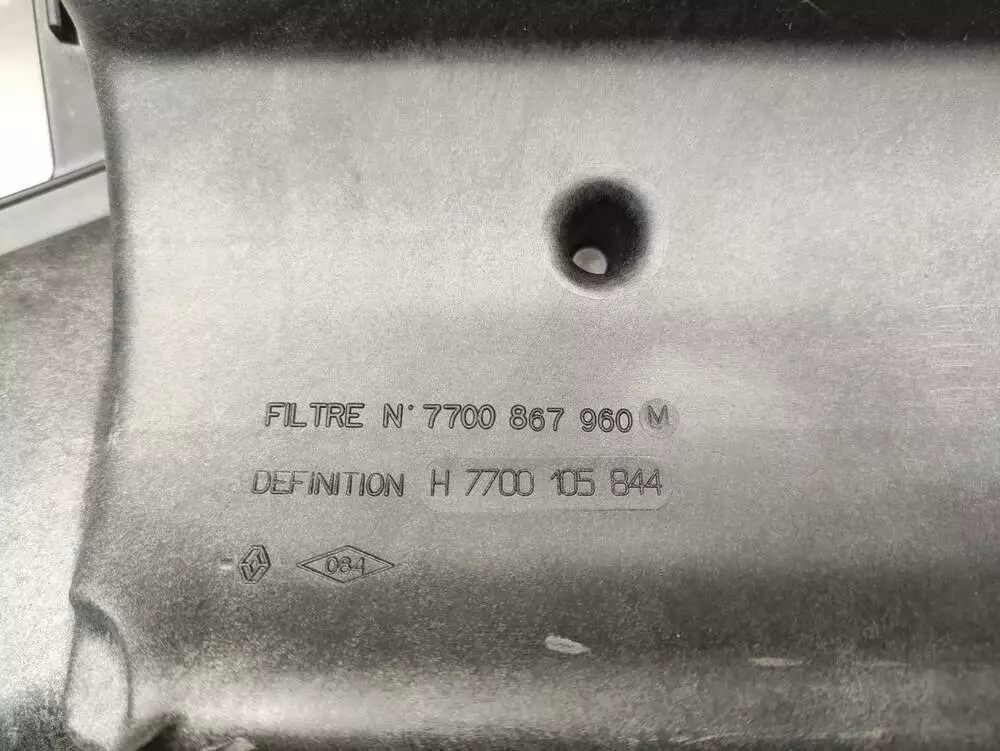 FILTRE N° 7700 867 960 M
DEFINITION H 7700 105 844
084